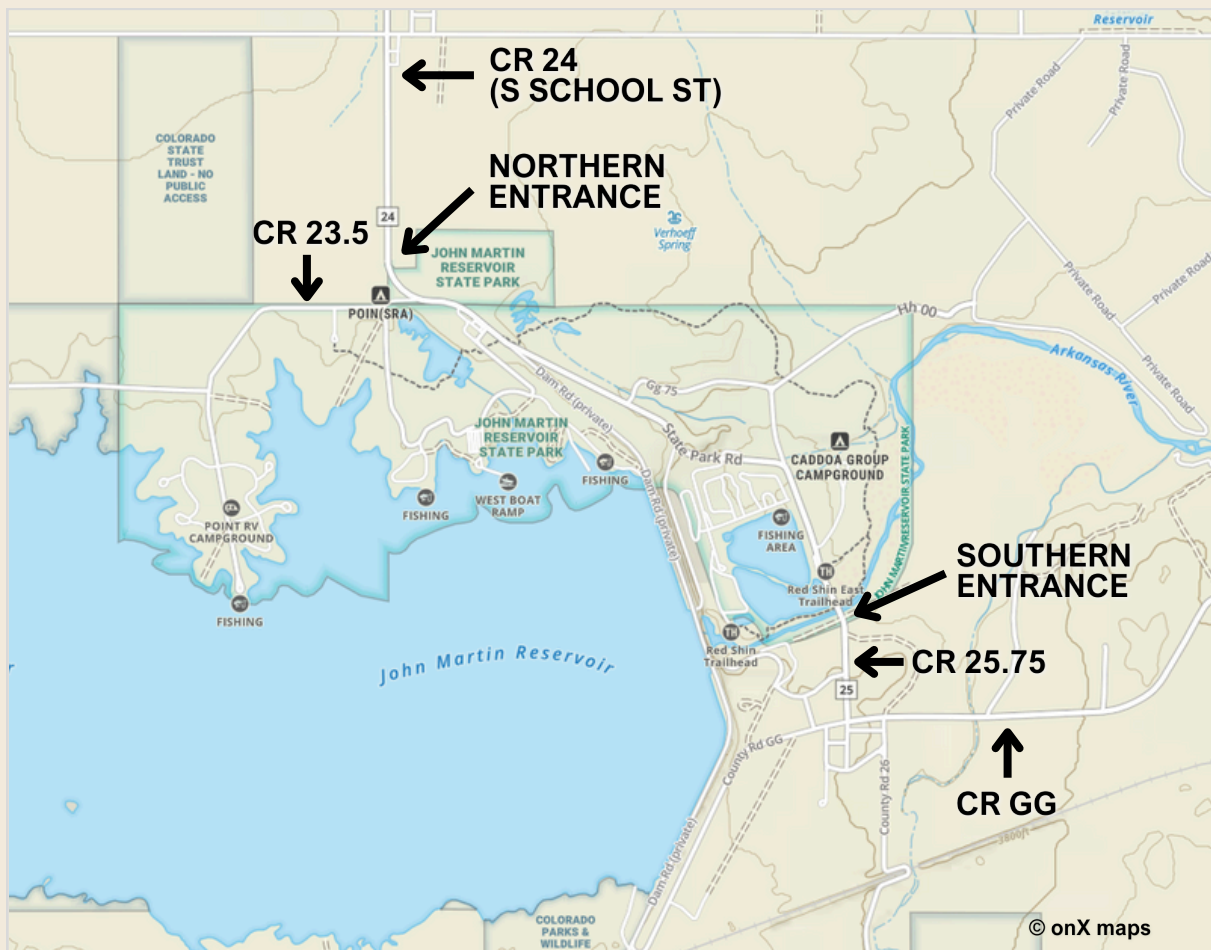 Reservoir
CR 24
(S SCHOOL ST)
Private Road
Private Road
COLORADO
STATE
TRUST
LAND - NO
PUBLIC
ACCESS
NORTHERN
ENTRANCE
24
CR 23.5
Verhoeff
Spring
JOHN MARTIN
RESERVOIR
STATE PARK
Private Road
Private Road
POIN(SRA)
Hh 00
Arkansas River
Private Road
Dam Rd (private)
Gg 75
JOHN MARTIN
RESERVOIR
STATE PARK
State Park Rd
CADDOA GROUP
CAMPGROUND
JOHN MARTIN RESERVOIR STATE PARK
FISHING
WEST BOAT
RAMP
FISHING
Dam Rd (private)
POINT RV
CAMPGROUND
FISHING
AREA
SOUTHERN
ENTRANCE
TH
Red Shin East
Trailhead
FISHING
TH
Red Shin
Trailhead
John Martin Reservoir
r
CR 25.75
25
County Rd GG
County Rd 26
CR GG
3800ft
Dam Rd (private)
COLORADO
PARKS &
WILDLIFE
© onX maps